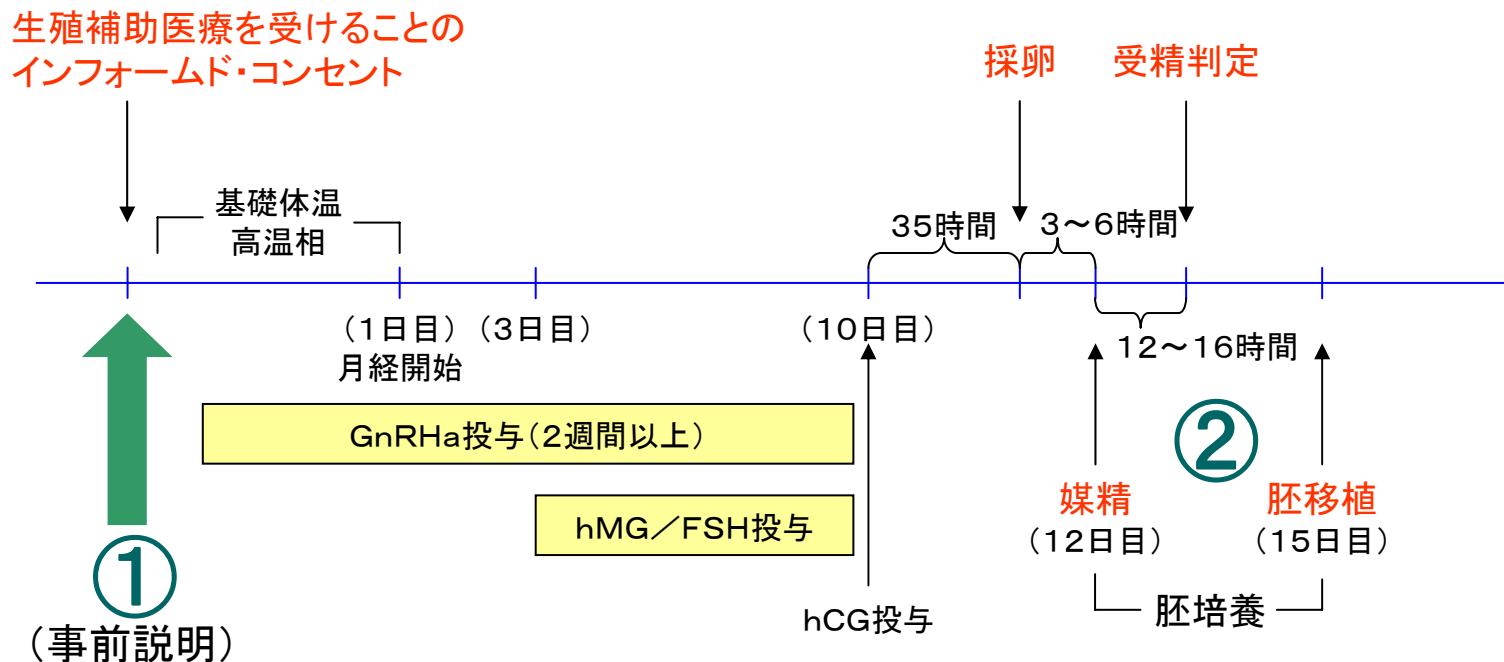 生殖補助医療を受けることの
インフォームド・コンセント
採卵
受精判定
基礎体温
高温相
35時間
3～6時間
(1日目)
月経開始
(3日目)
(10日目)
12～16時間
GnRHa投与(2週間以上)
hMG／FSH投与
hCG投与
①
(事前説明)
②
媒精
(12日目)
胚移植
(15日目)
胚培養